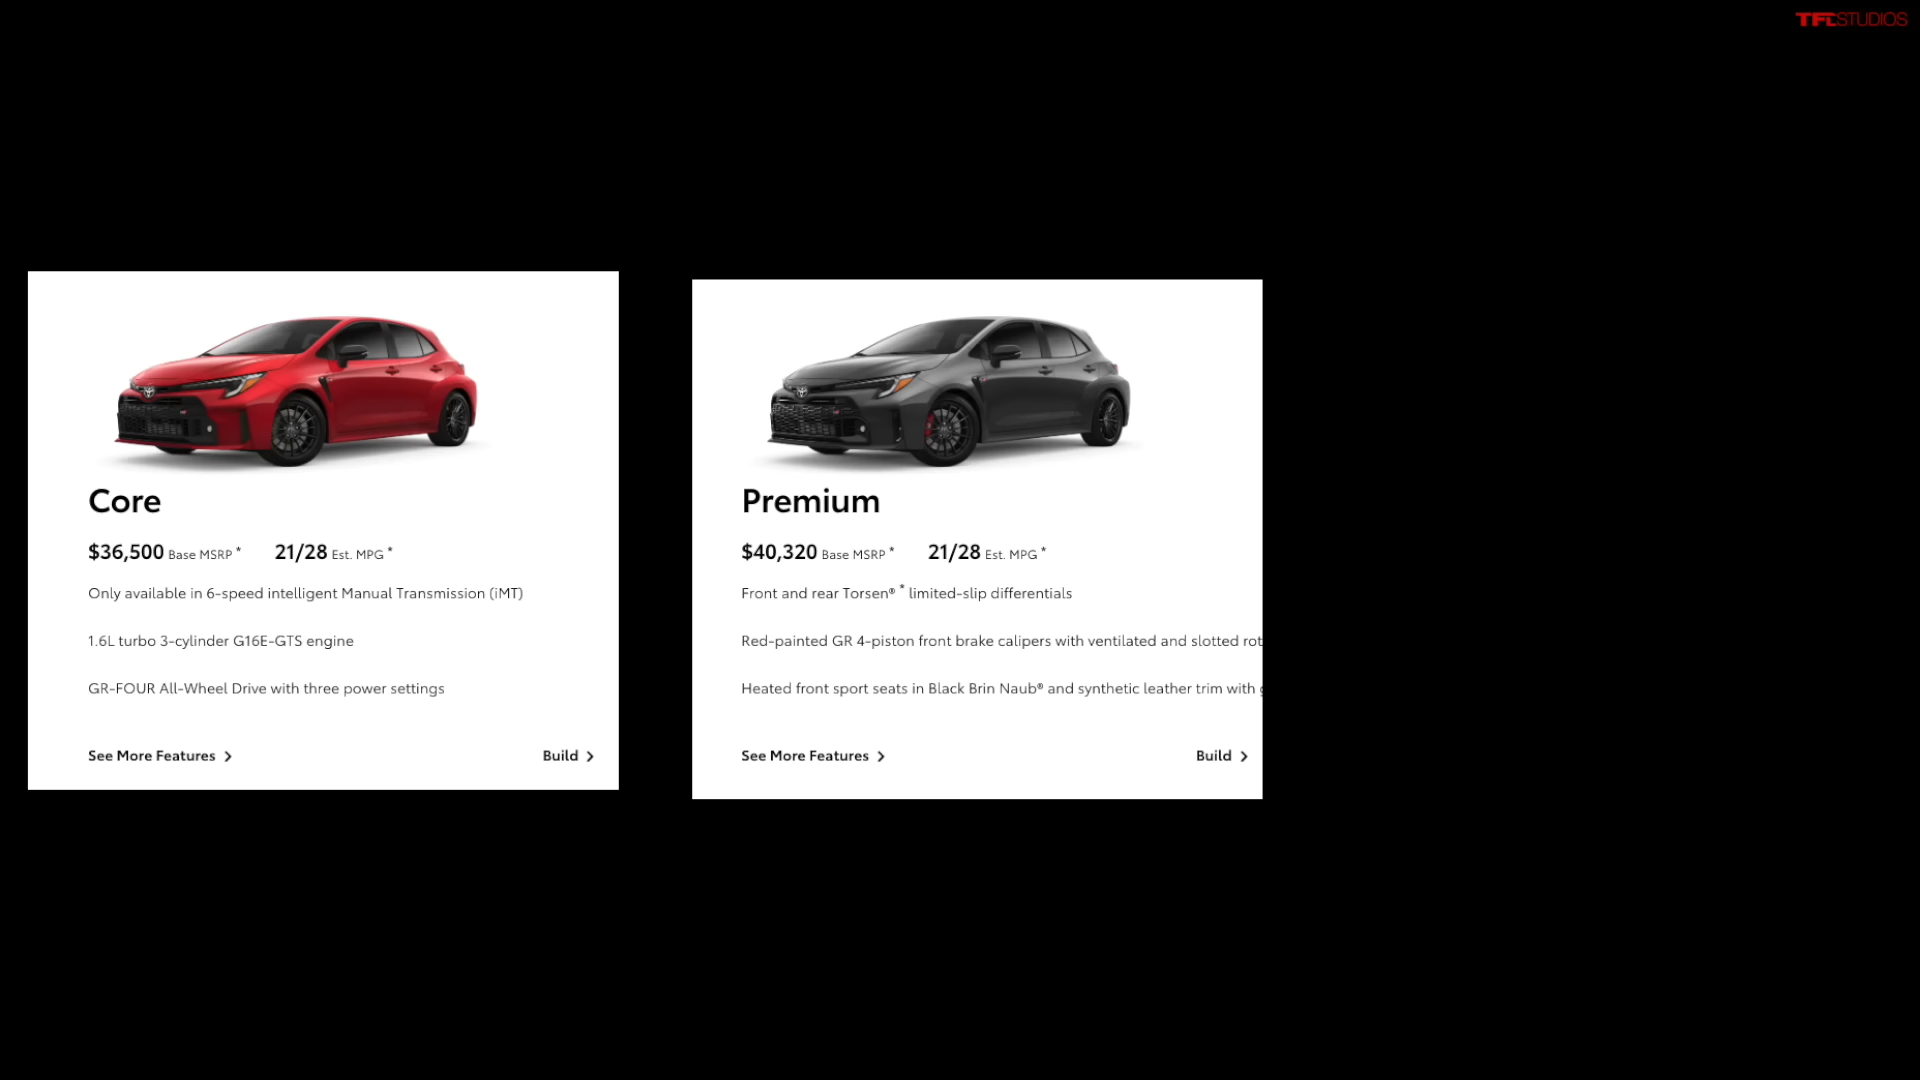 TFLSTUDIOS
Core
$36,500 Base MSRP * 21/28 Est. MPG *
Only available in 6-speed intelligent Manual Transmission (iMT)
1.6L turbo 3-cylinder G16E-GTS engine
GR-FOUR All-Wheel Drive with three power settings
See More Features > Build >
Premium
$40,320 Base MSRP * 21/28 Est. MPG *
Front and rear Torsen® * limited-slip differentials
Red-painted GR 4-piston front brake calipers with ventilated and slotted rot
Heated front sport seats in Black Brin Naub® and synthetic leather trim with
See More Features > Build >